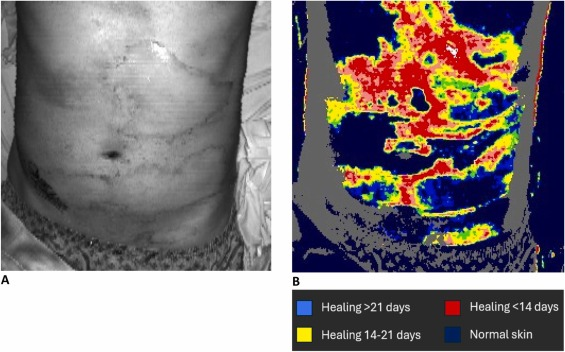 A
B
Healing >21 days
Healing <14 days
Healing 14-21 days
Normal skin